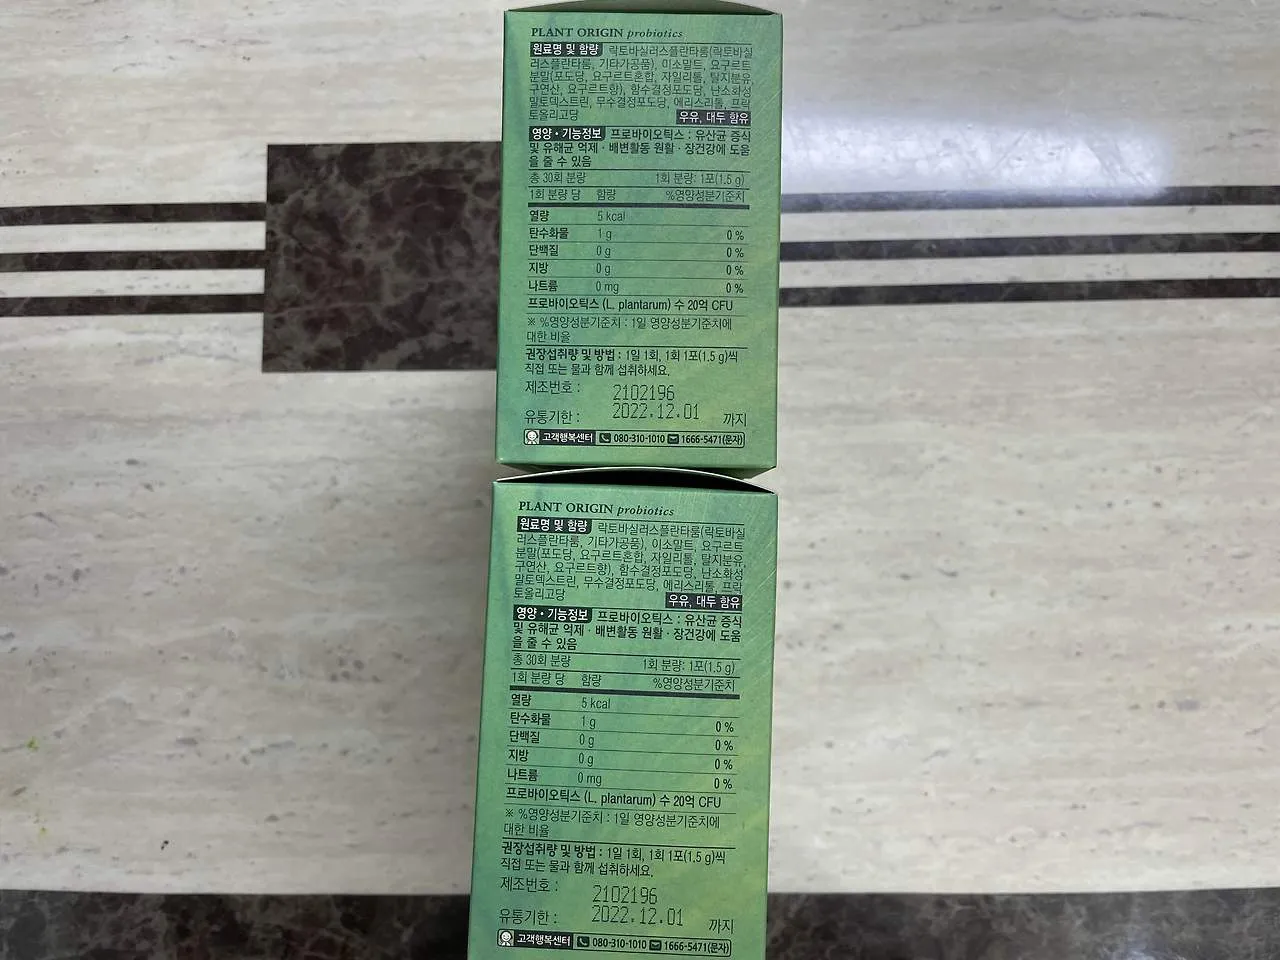 PLANT ORIGIN probiotics
원료명 및 함량 락토바실러스플란타룸(락토바실
러스플란타룸, 기타가공품), 이소말트, 요구르트
분말(포도당, 요구르트혼합, 자일리톨, 탈지분유,
구연산, 요구르트향), 함수결정포도당, 난소화성
말토덱스트린, 무수결정포도당, 에리스리톨, 프락
토올리고당 우유, 대두 함유
영양·기능정보 프로바이오틱스 : 유산균 증식
및 유해균 억제 · 배변활동 원활 · 장건강에 도움
을 줄 수 있음
총 30회 분량 1회 분량: 1포(1.5 g)
1회 분량 당 함량 %영양성분기준치
열량 5 kcal
탄수화물 1 g 0 %
단백질 0 g 0 %
지방 0 g 0 %
나트륨 0 mg 0 %
프로바이오틱스 (L. plantarum) 수 20억 CFU
※ %영양성분기준치 : 1일 영양성분기준치에
대한 비율
권장섭취량 및 방법 : 1일 1회, 1회 1포(1.5 g)씩
직접 또는 물과 함께 섭취하세요.
제조번호 : 2102196
유통기한 : 2022.12.01 까지
고객행복센터 080-310-1010 1666-5471(문자)
PLANT ORIGIN probiotics
원료명 및 함량 락토바실러스플란타룸(락토바실
러스플란타룸, 기타가공품), 이소말트, 요구르트
분말(포도당, 요구르트혼합, 자일리톨, 탈지분유,
구연산, 요구르트향), 함수결정포도당, 난소화성
말토덱스트린, 무수결정포도당, 에리스리톨, 프락
토올리고당 우유, 대두 함유
영양·기능정보 프로바이오틱스 : 유산균 증식
및 유해균 억제 · 배변활동 원활 · 장건강에 도움
을 줄 수 있음
총 30회 분량 1회 분량: 1포(1.5 g)
1회 분량 당 함량 %영양성분기준치
열량 5 kcal
탄수화물 1 g 0 %
단백질 0 g 0 %
지방 0 g 0 %
나트륨 0 mg 0 %
프로바이오틱스 (L. plantarum) 수 20억 CFU
※ %영양성분기준치 : 1일 영양성분기준치에
대한 비율
권장섭취량 및 방법 : 1일 1회, 1회 1포(1.5 g)씩
직접 또는 물과 함께 섭취하세요.
제조번호 : 2102196
유통기한 : 2022.12.01 까지
고객행복센터 080-310-1010 1666-5471(문자)